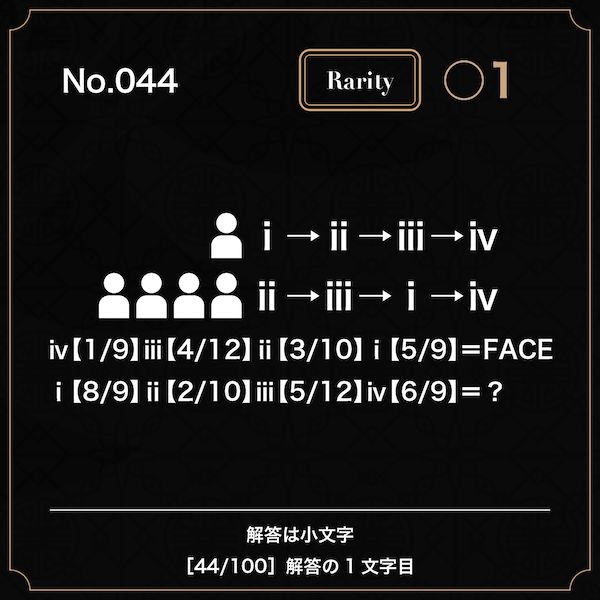 No.044
Rarity ○1
ⅰ→ⅱ→ⅲ→ⅳ
ⅱ→ⅲ→ⅰ→ⅳ
ⅳ【1/9】ⅲ【4/12】ⅱ【3/10】ⅰ【5/9】=FACE
ⅰ【8/9】ⅱ【2/10】ⅲ【5/12】ⅳ【6/9】=?
解答は小文字
[44/100] 解答の1文字目